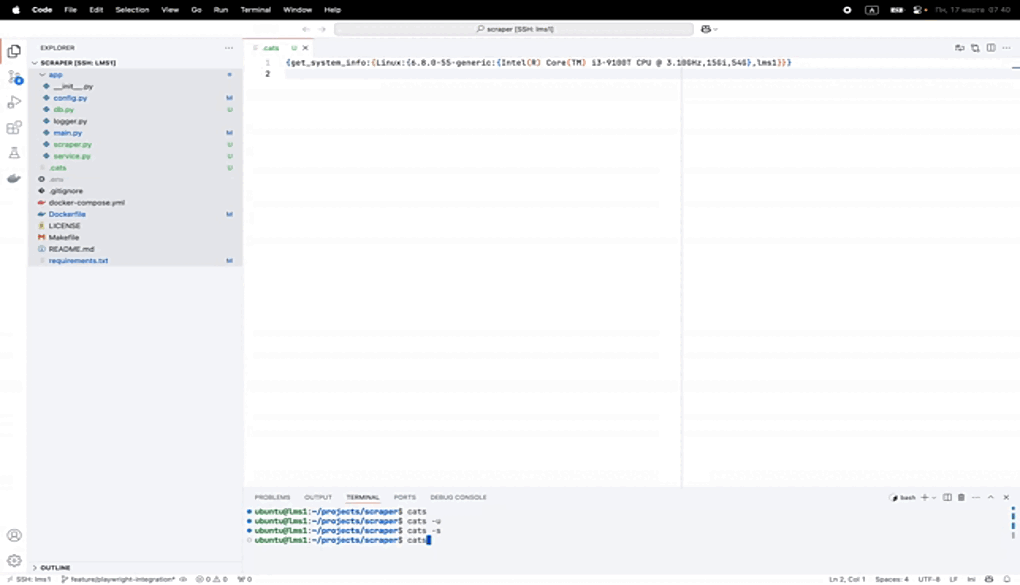 Code File Edit Selection View Go Run Terminal Window Help A Пн, 17 марта 07:40
scraper [SSH: lms1]
EXPLORER
SCRAPER [SSH: LMS1]
app
__init__.py
config.py M
db.py U
logger.py
main.py M
scraper.py U
service.py U
.cats U
.env
.gitignore
docker-compose.yml
Dockerfile M
LICENSE
Makefile
README.md
requirements.txt M
OUTLINE
.cats U
1 {get_system_info:{Linux:{6.8.0-55-generic:{Intel(R) Core(TM) i3-9100T CPU @ 3.10GHz,15Gi,54G},lms1}}}
2
PROBLEMS OUTPUT TERMINAL PORTS DEBUG CONSOLE bash
ubuntu@lms1:~/projects/scraper$ cats
ubuntu@lms1:~/projects/scraper$ cats -u
ubuntu@lms1:~/projects/scraper$ cats -s
ubuntu@lms1:~/projects/scraper$ cats
SSH: lms1 feature/playwright-integration* 0 0 0 Ln 2, Col 1 Spaces: 4 UTF-8 LF Ini